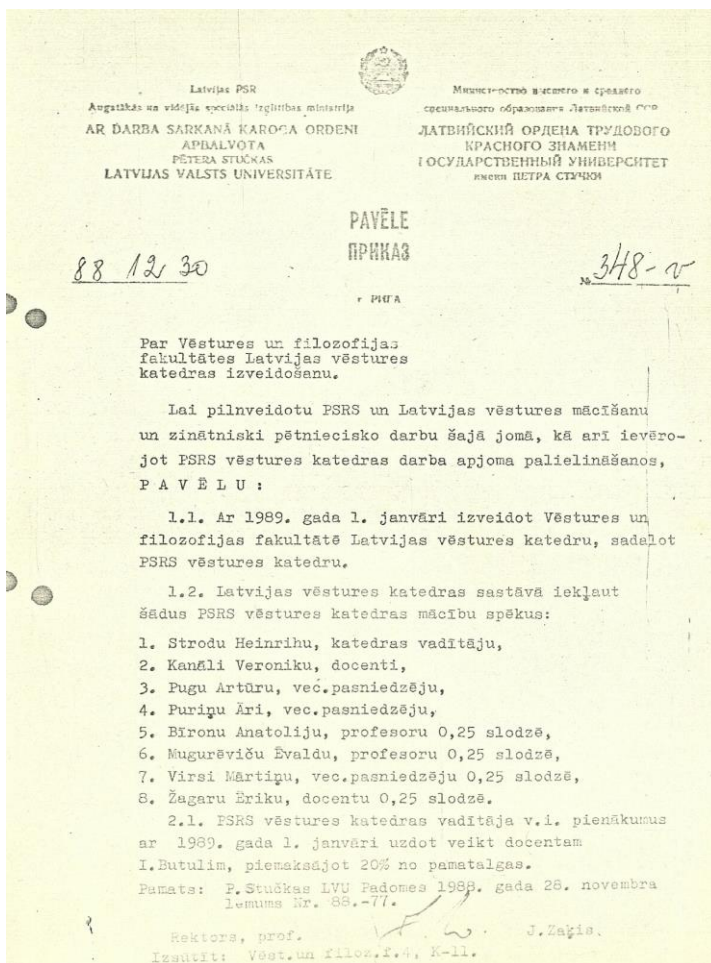 Latvijas PSR
Augstākās un vidējās speciālās izglītības ministrija
AR DARBA SARKANĀ KAROGA ORDENI
APBALVOTA
PĒTERA STUČKAS
LATVIJAS VALSTS UNIVERSITĀTE
Министерство высшего и среднего
специального образования Латвийской ССР
ЛАТВИЙСКИЙ ОРДЕНА ТРУДОВОГО
КРАСНОГО ЗНАМЕНИ
ГОСУДАРСТВЕННЫЙ УНИВЕРСИТЕТ
имени ПЕТРА СТУЧКИ
PAVĒLE
ПРИКАЗ
88 12 30
№ 348-v
г РИГА
Par Vēstures un filozofijas
fakultātes Latvijas vēstures
katedras izveidošanu.
Lai pilnveidotu PSRS un Latvijas vēstures mācīšanu
un zinātniski pētniecisko darbu šajā jomā, kā arī ievēro-
jot PSRS vēstures katedras darba apjoma palielināšanos,
P A V Ē L U :
1.1. Ar 1989. gada 1. janvāri izveidot Vēstures un
filozofijas fakultātē Latvijas vēstures katedru, sadalot
PSRS vēstures katedru.
1.2. Latvijas vēstures katedras sastāvā iekļaut
šādus PSRS vēstures katedras mācību spēkus:
1. Strodu Heinrihu, katedras vadītāju,
2. Kanāli Veroniku, docenti,
3. Pugu Artūru, vec.pasniedzēju,
4. Puriņu Āri, vec.pasniedzēju,
5. Bīronu Anatoliju, profesoru 0,25 slodzē,
6. Mugurēviču Ēvaldu, profesoru 0,25 slodzē,
7. Virsi Mārtiņu, vec.pasniedzēju 0,25 slodzē,
8. Žagaru Ēriku, docentu 0,25 slodzē.
2.1. PSRS vēstures katedras vadītāja v.i. pienākumus
ar 1989. gada 1. janvāri uzdot veikt docentam
I.Butulim, piemaksājot 20% no pamatalgas.
Pamats: P.Stučkas LVU Padomes 1988. gada 28. novembra
lēmums Nr. 88.-77.
Rektors, prof. J.Zaķis.
Izsūtīt: Vēst.un filoz.f.4, K-11.